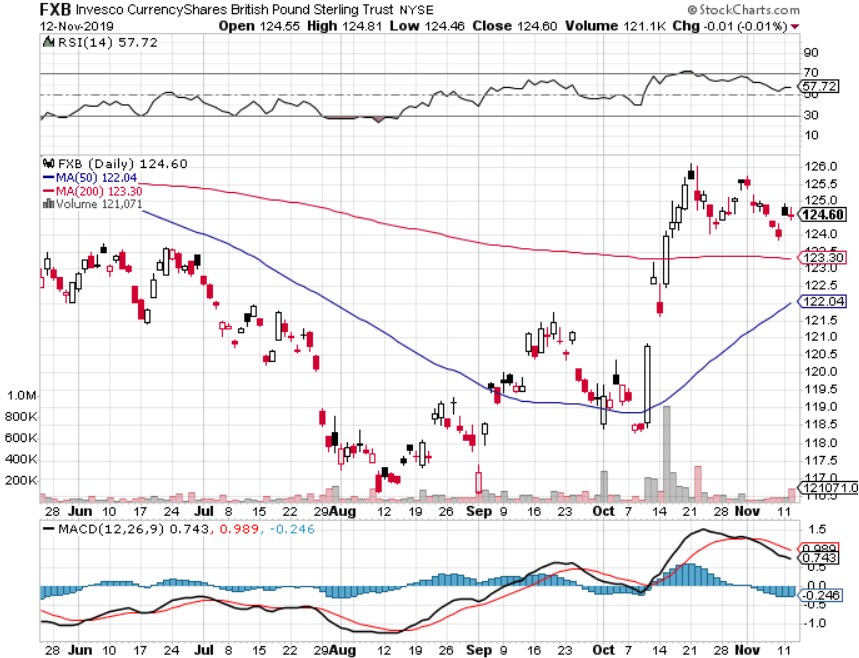 FXB Invesco CurrencyShares British Pound Sterling Trust NYSE © StockCharts.com
12-Nov-2019 Open 124.55 High 124.81 Low 124.46 Close 124.60 Volume 121.1K Chg -0.01 (-0.01%)
RSI(14) 57.72
90
70
57.72
50
30
10
FXB (Daily) 124.60
MA(50) 122.04
MA(200) 123.30
Volume 121,071
126.0
125.5
125.0
124.60
124.0
123.30
123.0
122.5
122.04
121.5
121.0
120.5
120.0
119.5
119.0
118.5
118.0
117.5
117.0
116.5
1.0M
800K
600K
400K
200K
121071.0
28 Jun 10 17 24 Jul 8 15 22 29 Aug 12 19 26 Sep 9 16 23 Oct 7 14 21 28 Nov 11
MACD(12,26,9) 0.743, 0.989, -0.246
1.5
0.989
0.743
0.5
0.0
-0.246
-0.5
-1.0
28 Jun 10 17 24 Jul 8 15 22 29 Aug 12 19 26 Sep 9 16 23 Oct 7 14 21 28 Nov 11